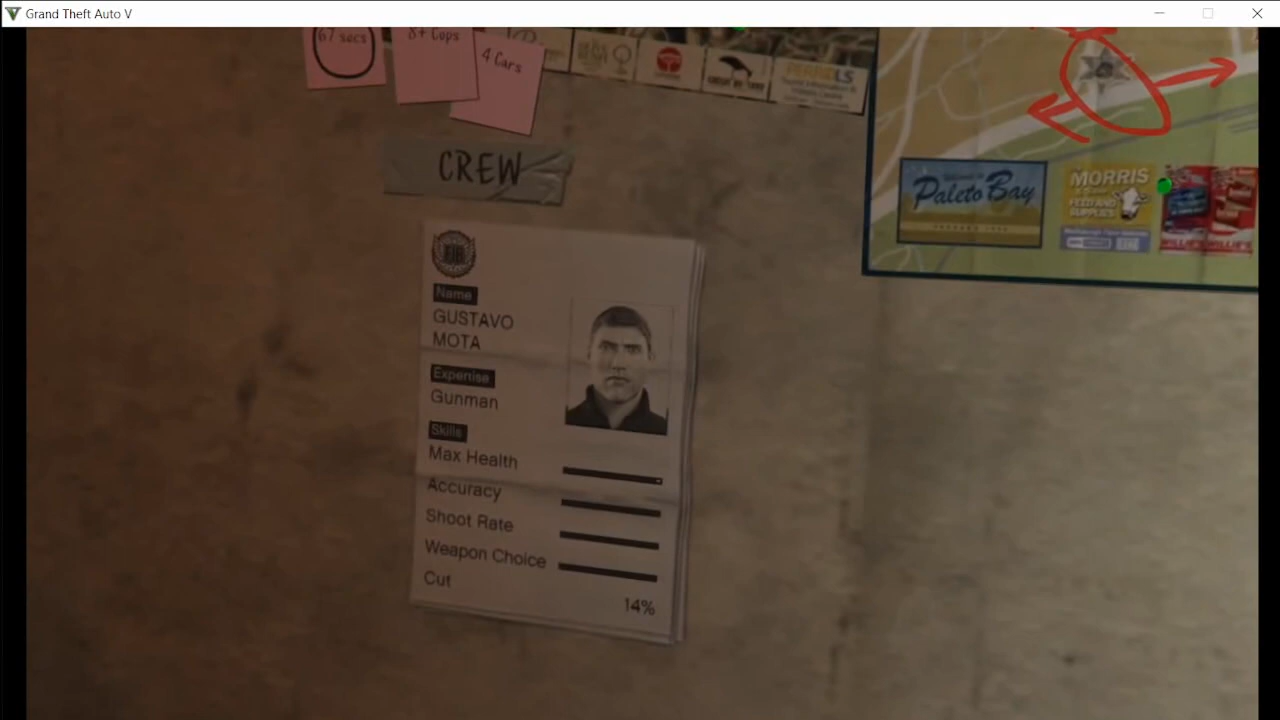 Grand Theft Auto V
67 secs
8+ Cops
4 Cars
CREW
Paleto Bay
MORRIS
FEED AND
SUPPLIES
FIB
Name
GUSTAVO
MOTA
Expertise
Gunman
Skills
Max Health
Accuracy
Shoot Rate
Weapon Choice
Cut
14%